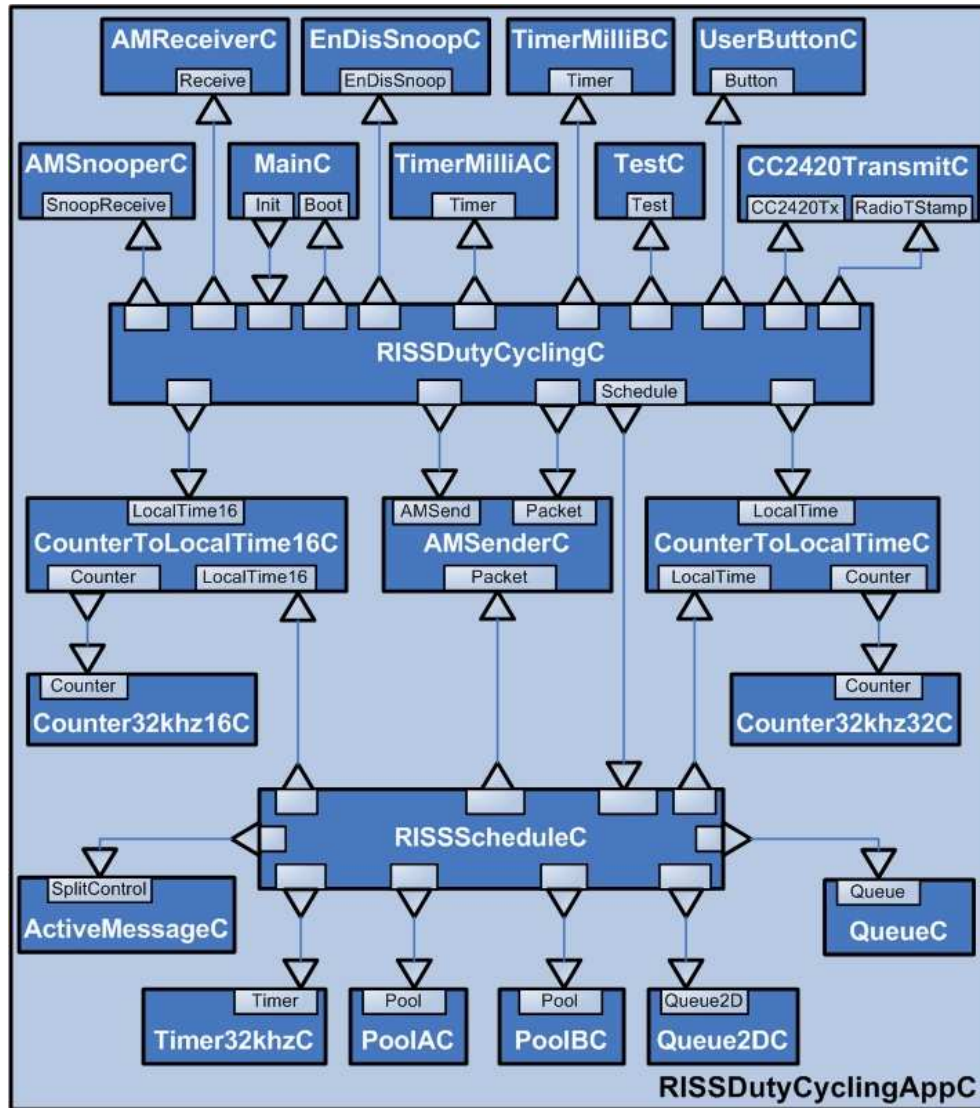 AMReceiverC
Receive
EnDisSnoopC
EnDisSnoop
TimerMilliBC
Timer
UserButtonC
Button
AMSnooperC
SnoopReceive
MainC
Init
Boot
TimerMilliAC
Timer
TestC
Test
CC2420TransmitC
CC2420Tx
RadioTStamp
RISSDutyCyclingC
Schedule
LocalTime16
CounterToLocalTime16C
Counter
LocalTime16
AMSend
Packet
AMSenderC
Packet
LocalTime
CounterToLocalTimeC
LocalTime
Counter
Counter
Counter32khz16C
Counter
Counter32khz32C
RISSScheduleC
SplitControl
ActiveMessageC
Queue
QueueC
Timer
Timer32khzC
Pool
PoolAC
Pool
PoolBC
Queue2D
Queue2DC
RISSDutyCyclingAppC